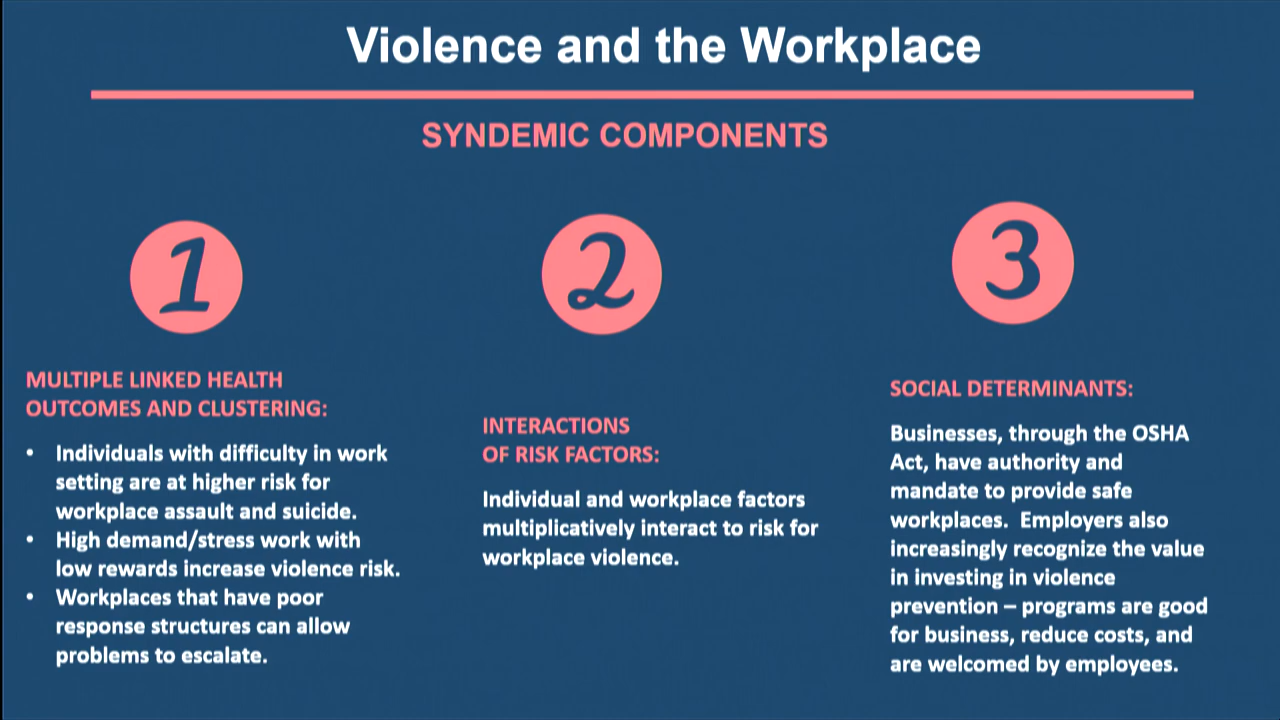 Violence and the Workplace
SYNDEMIC COMPONENTS
1
MULTIPLE LINKED HEALTH
OUTCOMES AND CLUSTERING:
• Individuals with difficulty in work
setting are at higher risk for
workplace assault and suicide.
• High demand/stress work with
low rewards increase violence risk.
• Workplaces that have poor
response structures can allow
problems to escalate.
2
INTERACTIONS
OF RISK FACTORS:
Individual and workplace factors
multiplicatively interact to risk for
workplace violence.
3
SOCIAL DETERMINANTS:
Businesses, through the OSHA
Act, have authority and
mandate to provide safe
workplaces.  Employers also
increasingly recognize the value
in investing in violence
prevention – programs are good
for business, reduce costs, and
are welcomed by employees.